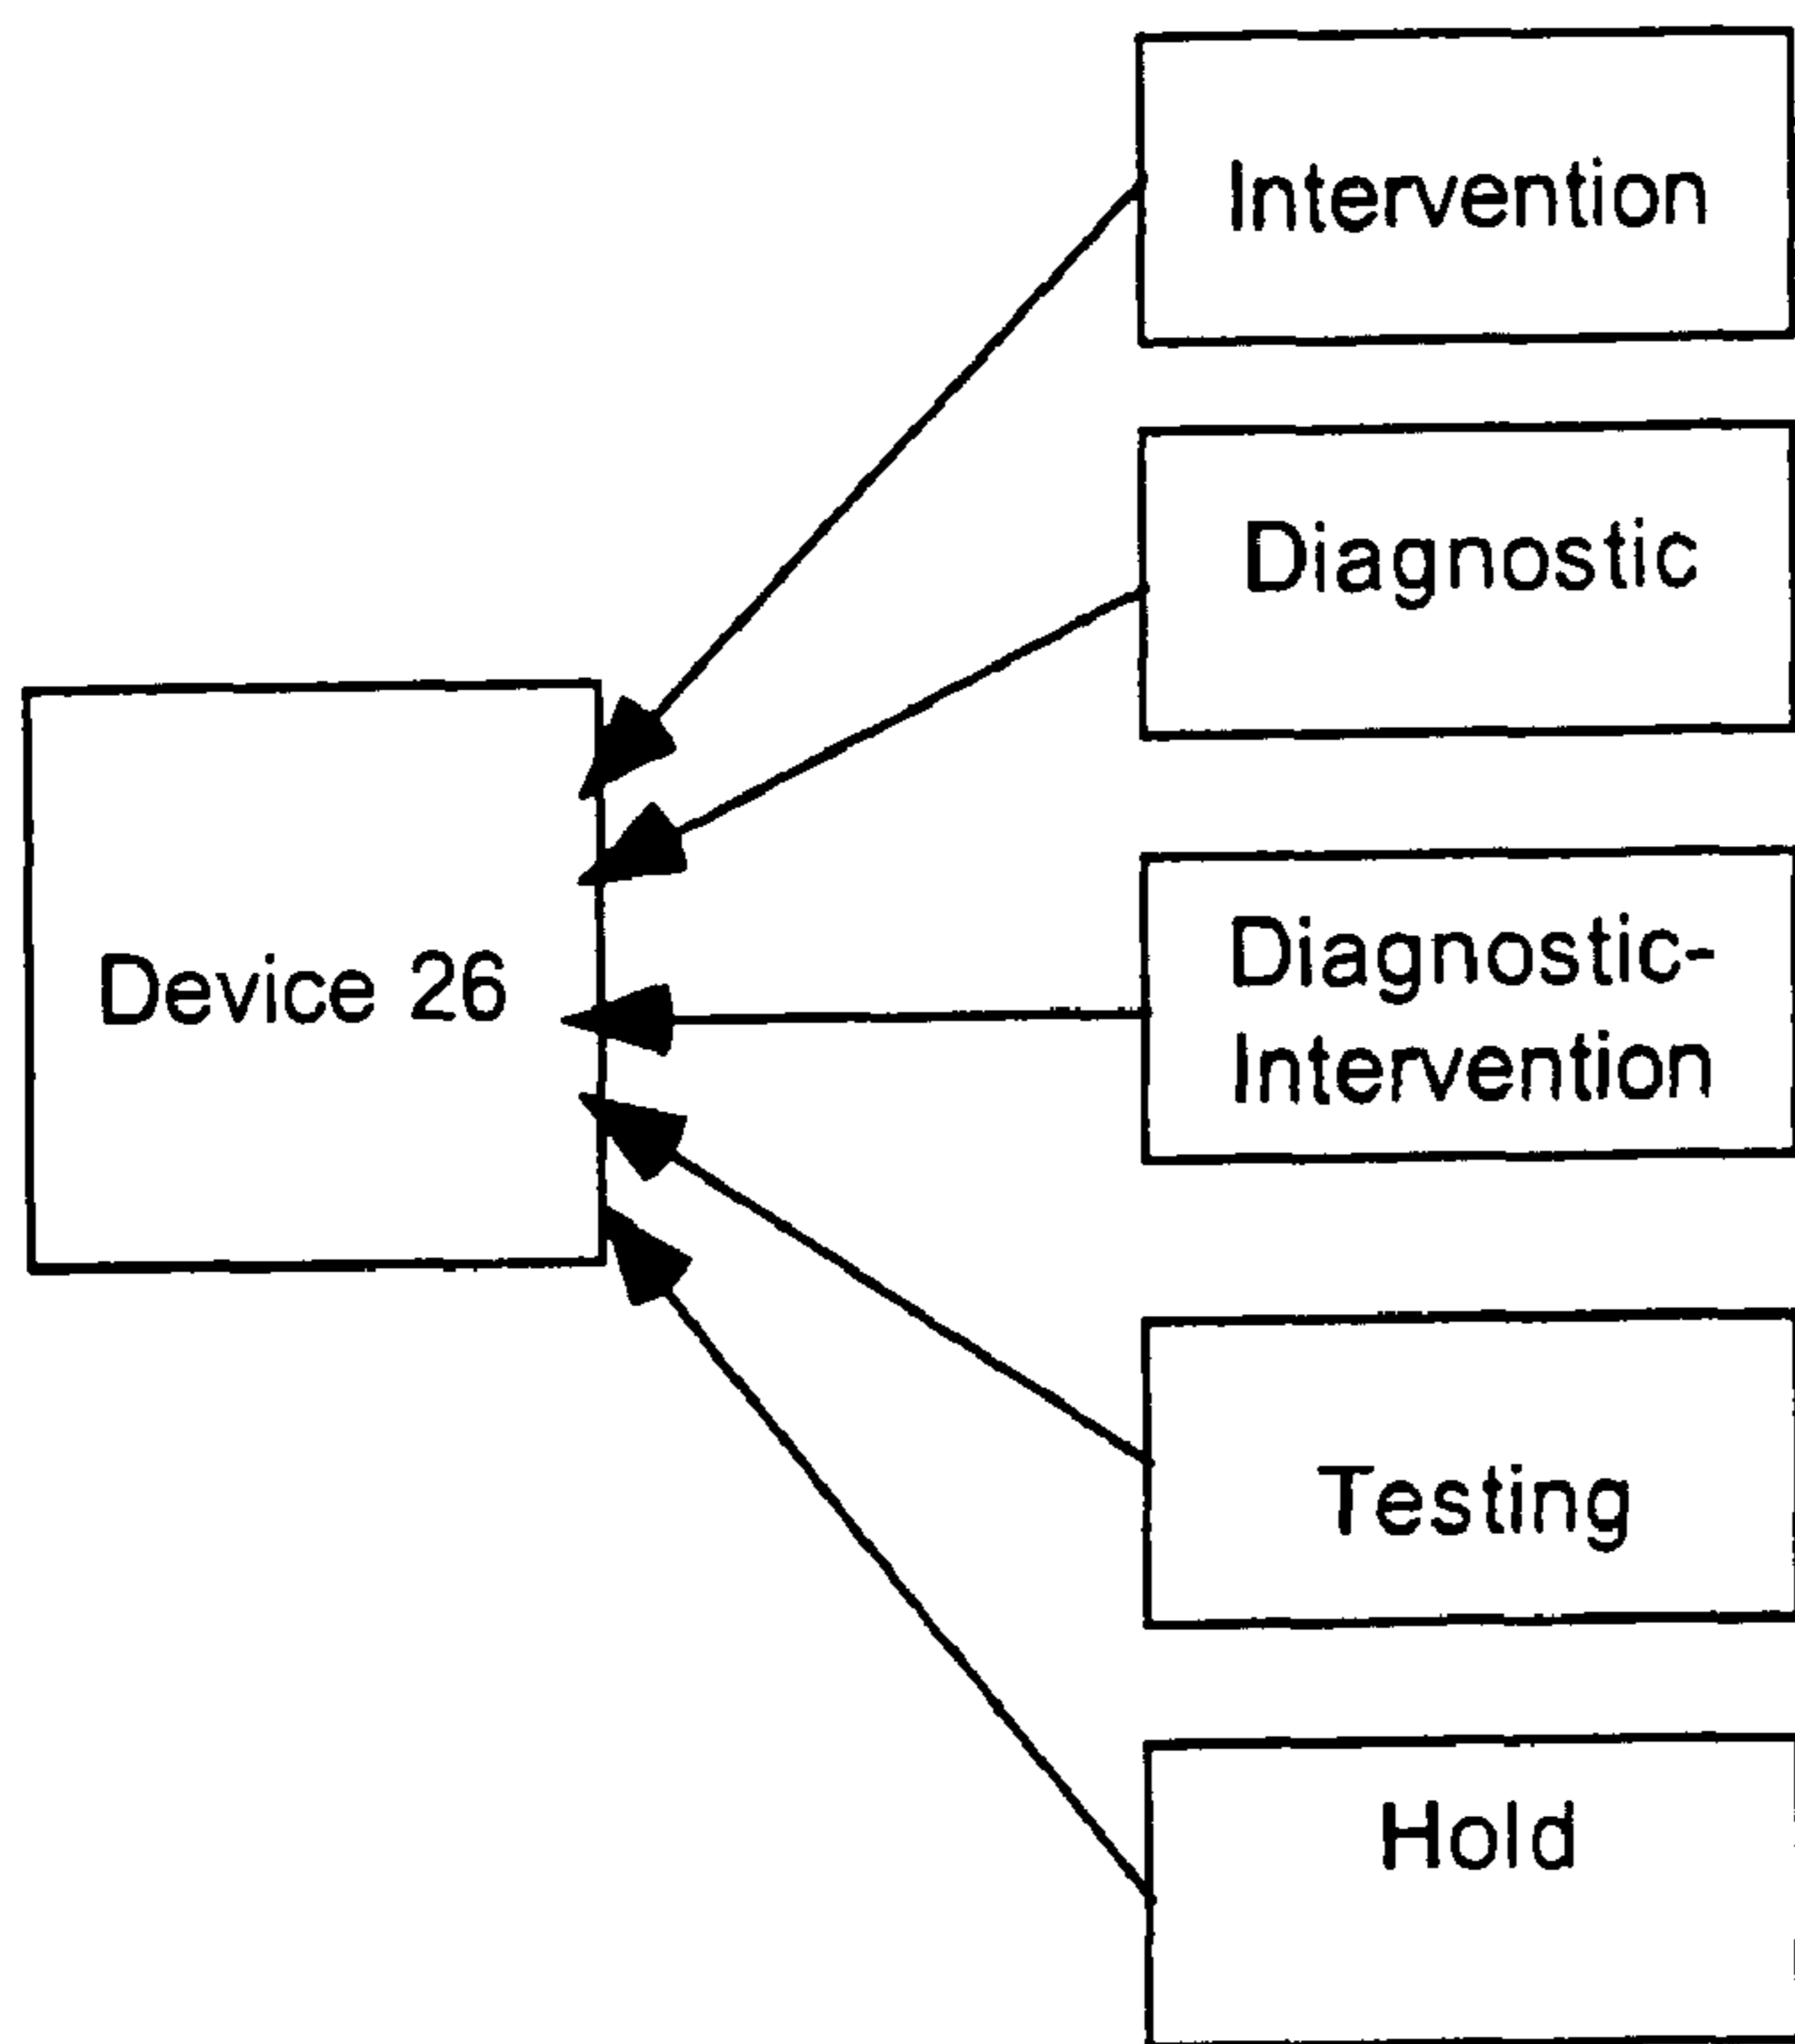 Intervention
Diagnostic
Device 26
Diagnostic-
Intervention
Testing
Hold